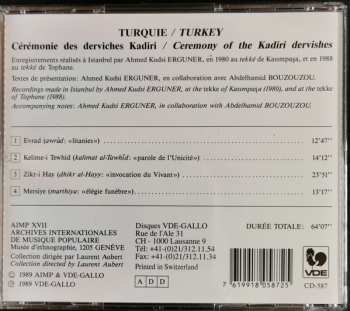 TURQUIE / TURKEY
Cérémonie des derviches Kadiri / Ceremony of the Kadiri dervishes
Enregistrements réalisés à Istanbul par Ahmed Kudsi ERGUNER, en 1980 au tekké de Kasımpaşa, et en 1988
au tekké de Tophane.
Textes de présentation: Ahmed Kudsi ERGUNER, en collaboration avec Abdelhamid BOUZOUZOU.
Recordings made in Istanbul by Ahmed Kudsi ERGUNER, at the tekke of Kasımpaşa (1980), and at the tekke of
Tophane (1988).
Accompanying notes: Ahmed Kudsi ERGUNER, in collaboration with Abdelhamid BOUZOUZOU.
1 Evrad (awrâd): «litanies» 12'47''
2 Kelime-i Tewhid (kalimat al-Tawhîd) «parole de l'Unicité») 14'12''
3 Zikr-i Hay (dhikr al-Hayy: «invocation du Vivant») 23'51''
4 Mersiye (marthiya: «élégie funèbre») 13'17''
AIMP XVII
ARCHIVES INTERNATIONALES
DE MUSIQUE POPULAIRE
Musée d'ethnographie, 1205 GENÈVE
Collection dirigée par Laurent Aubert
Collection directed by Laurent Aubert
℗ 1989 AIMP & VDE-GALLO
© 1989 VDE-GALLO
Disques VDE-GALLO
Rue de l'Ale 31
CH - 1000 Lausanne 9
Tel: +41-(0)21/312.11.54
Fax: +41-(0)21/312.11.34
Printed in Switzerland
A D D
DURÉE TOTALE: 64'07''
7 619918 058725
VDE
CD-587